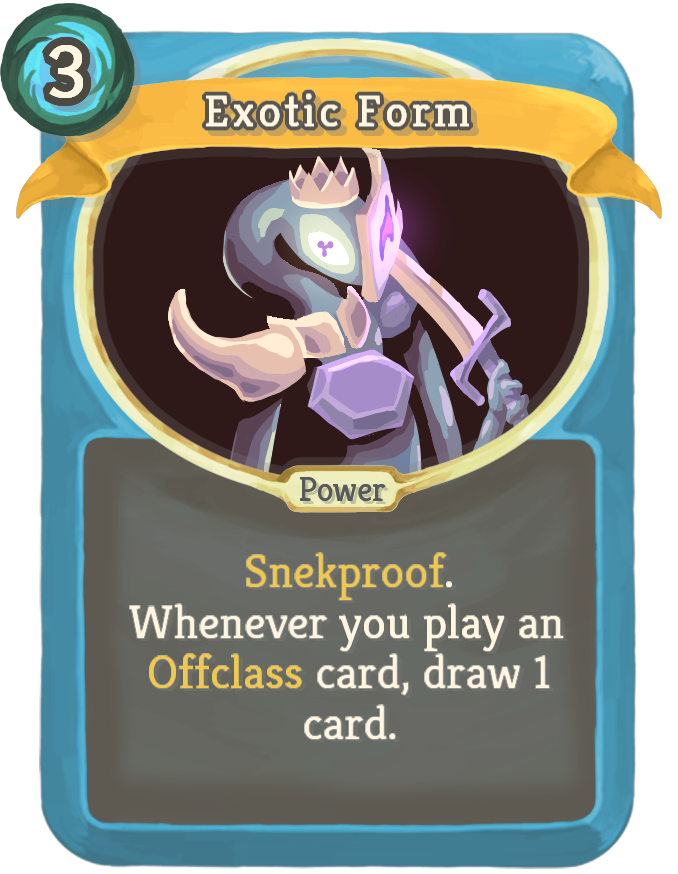 3
Exotic Form
Power
Snekproof.
Whenever you play an
Offclass card, draw 1
card.